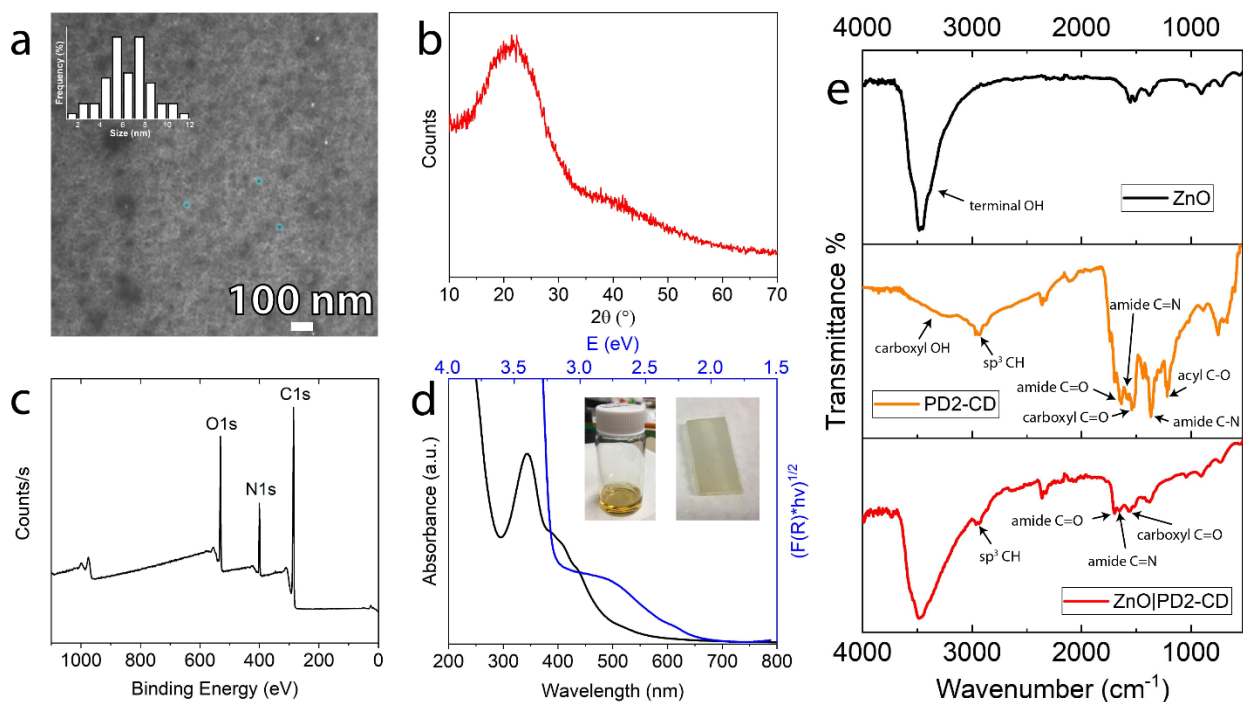 a
Frequency (%)
4 8 12
Size (nm)
100 nm
b
Counts
10 20 30 40 50 60 70
2θ (°)
c
O1s
N1s
C1s
Counts/s
1000 800 600 400 200 0
Binding Energy (eV)
E (eV)
4.0 3.5 3.0 2.5 2.0 1.5
d
Absorbance (a.u.)
(F(R)*hν)1/2
200 300 400 500 600 700 800
Wavelength (nm)
4000 3000 2000 1000
e
terminal OH
ZnO
Transmittance %
amide C=N
carboxyl OH
sp³ CH
acyl C-O
amide C=O
carboxyl C=O
amide C-N
PD2-CD
amide C=O
carboxyl C=O
sp³ CH
amide C=N
ZnO|PD2-CD
4000 3000 2000 1000
Wavenumber (cm-1)